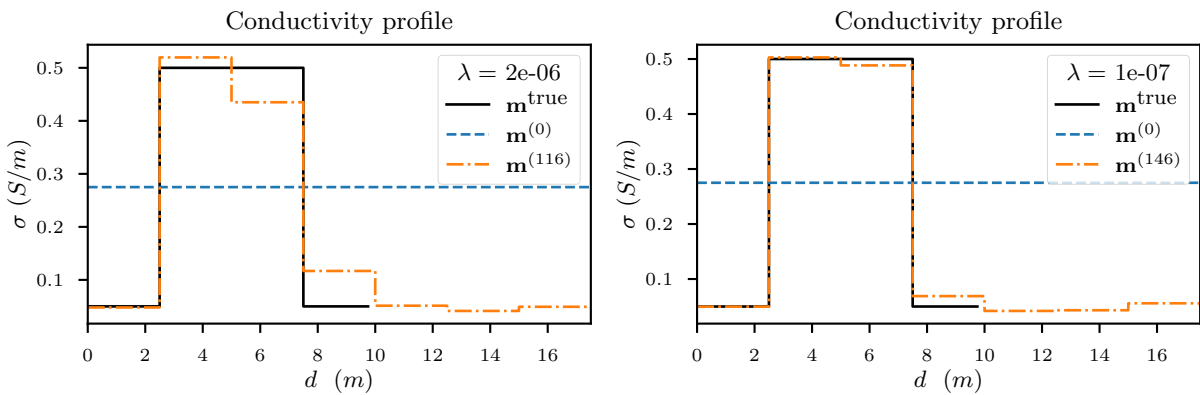 Conductivity profile
σ (S/m)
0.5
0.4
0.3
0.2
0.1
λ = 2e-06
m^true
m^(0)
m^(116)
0 2 4 6 8 10 12 14 16
d (m)
Conductivity profile
σ (S/m)
0.5
0.4
0.3
0.2
0.1
λ = 1e-07
m^true
m^(0)
m^(146)
0 2 4 6 8 10 12 14 16
d (m)